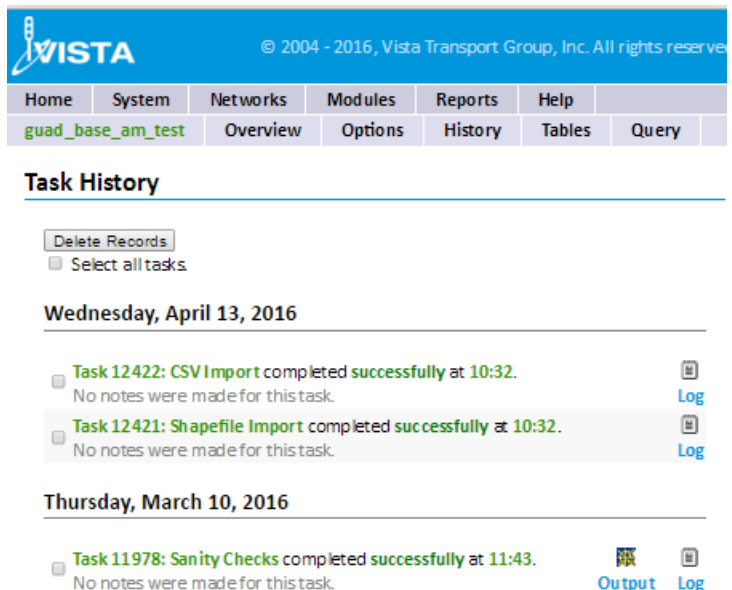 VISTA
© 2004 - 2016, Vista Transport Group, Inc. All rights reserve
Home System Networks Modules Reports Help
guad_base_am_test Overview Options History Tables Query
Task History
Delete Records
Select all tasks.
Wednesday, April 13, 2016
Task 12422: CSV Import completed successfully at 10:32.
No notes were made for this task.
Log
Task 12421: Shapefile Import completed successfully at 10:32.
No notes were made for this task.
Log
Thursday, March 10, 2016
Task 11978: Sanity Checks completed successfully at 11:43.
No notes were made for this task.
Output Log